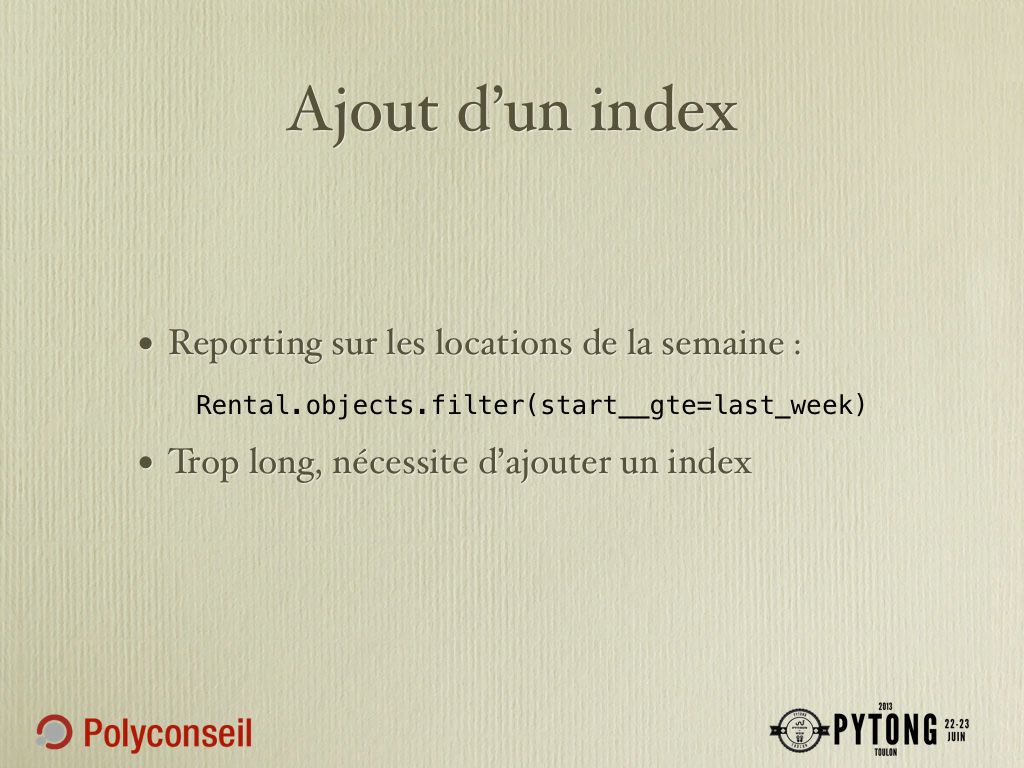 Ajout d’un index
• Reporting sur les locations de la semaine :
Rental.objects.filter(start__gte=last_week)
• Trop long, nécessite d’ajouter un index
Polyconseil
2013
PYTONG
22-23
JUIN
TOULON